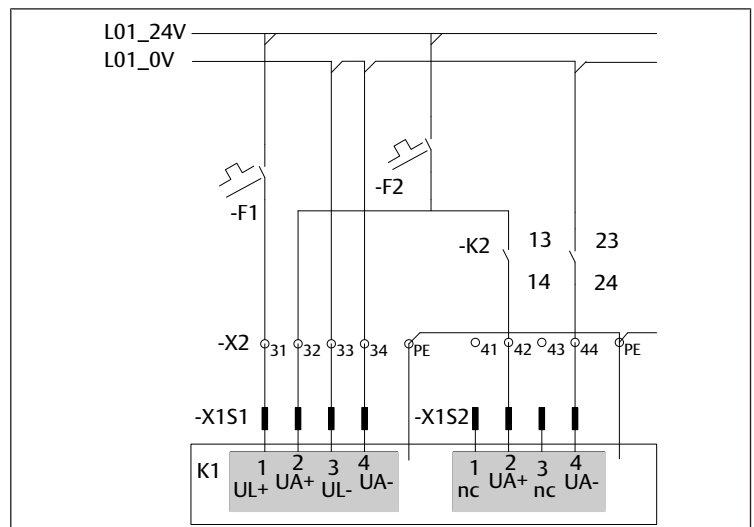 L01_24V
L01_0V
-F1
-F2
-K2 13 23
14 24
-X2 31 32 33 34 PE 41 42 43 44 PE
-X1S1 -X1S2
K1 1 2 3 4 1 2 3 4
UL+ UA+ UL- UA- nc UA+ nc UA-